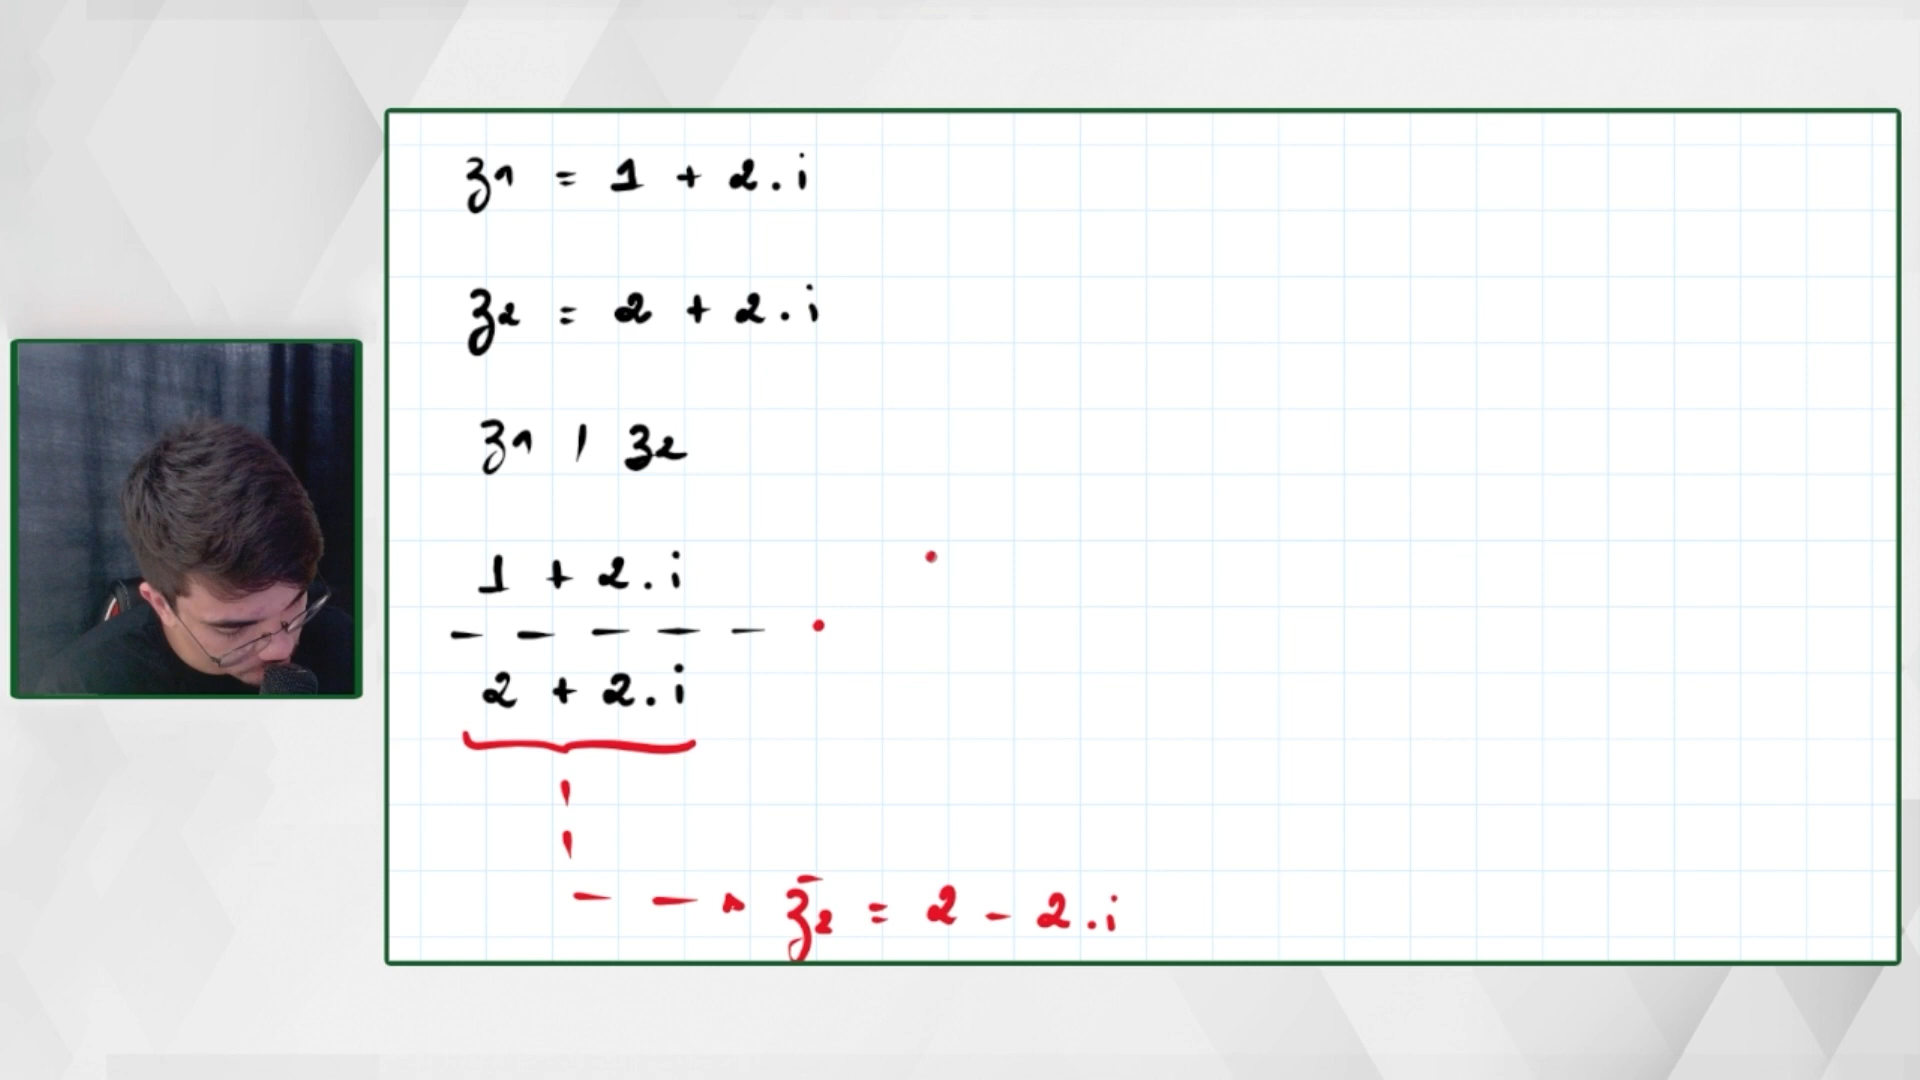 z1 = 1 + 2.i
z2 = 2 + 2.i
z1 / z2
1 + 2.i
- - - - - .
2 + 2.i
z̄2 = 2 - 2.i